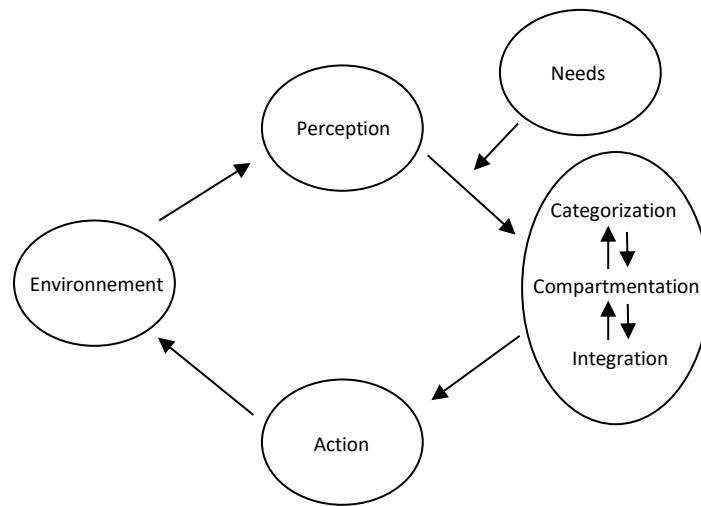 Needs
Perception
Categorization
Environnement
Compartmentation
Integration
Action